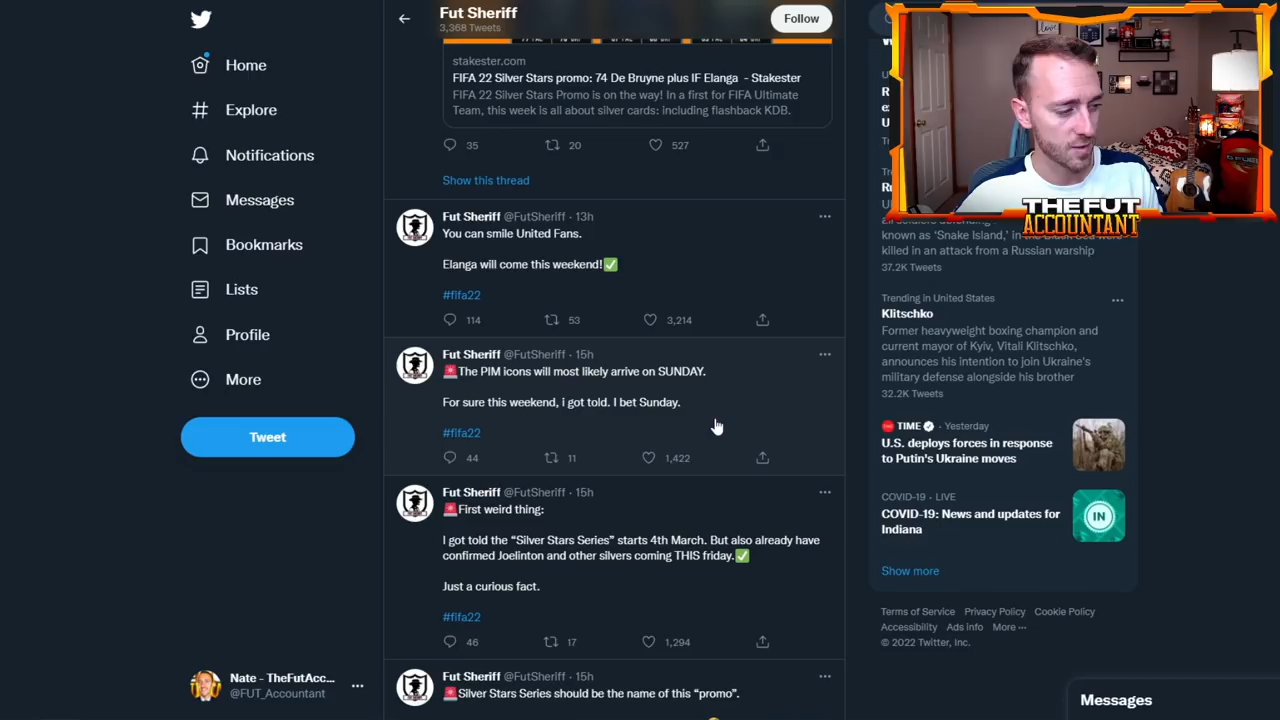 Fut Sheriff
3,368 Tweets
Follow
Home
Explore
Notifications
Messages
Bookmarks
Lists
Profile
More
Tweet
Nate - TheFutAcc...
@FUT_Accountant
stakester.com
FIFA 22 Silver Stars promo: 74 De Bruyne plus IF Elanga - Stakester
FIFA 22 Silver Stars Promo is on the way! In a first for FIFA Ultimate
Team, this week is all about silver cards: including flashback KDB.
35 20 527
Show this thread
Fut Sheriff @FutSheriff · 13h
You can smile United Fans.
Elanga will come this weekend!✅
#fifa22
114 53 3,214
Fut Sheriff @FutSheriff · 15h
🚨The PIM icons will most likely arrive on SUNDAY.
For sure this weekend, i got told. I bet Sunday.
#fifa22
44 11 1,422
Fut Sheriff @FutSheriff · 15h
🚨First weird thing:
I got told the “Silver Stars Series” starts 4th March. But also already have
confirmed Joelinton and other silvers coming THIS friday.✅
Just a curious fact.
#fifa22
46 17 1,294
Fut Sheriff @FutSheriff · 15h
🚨Silver Stars Series should be the name of this “promo”.
THE FUT
ACCOUNTANT
known as ‘Snake Island,’ in the Black Sea were
killed in an attack from a Russian warship
37.2K Tweets
Trending in United States
Klitschko
Former heavyweight boxing champion and
current mayor of Kyiv, Vitali Klitschko,
announces his intention to join Ukraine's
military defense alongside his brother
32.2K Tweets
TIME · Yesterday
U.S. deploys forces in response
to Putin's Ukraine moves
COVID-19 · LIVE
COVID-19: News and updates for
Indiana
IN
Show more
Terms of Service Privacy Policy Cookie Policy
Accessibility Ads info More ···
© 2022 Twitter, Inc.
Messages